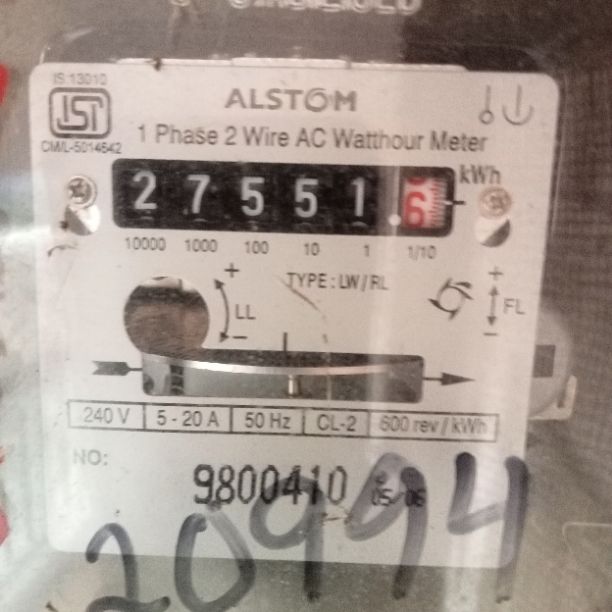 IS:13010
ISI
CM/L-5014642
ALSTOM
1 Phase 2 Wire AC Watthour Meter
kWh
2 7 5 5 1 . 6
10000 1000 100 10 1 1/10
TYPE : LW/RL
+ LL -
+ FL -
240 V 5 - 20 A 50 Hz CL-2 600 rev / kWh
NO:
9800410 05/06
20994